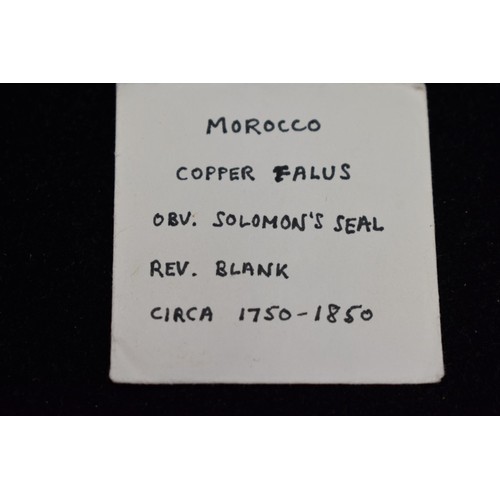 MOROCCO
COPPER FALUS
OBV. SOLOMON'S SEAL
REV. BLANK
CIRCA 1750-1850